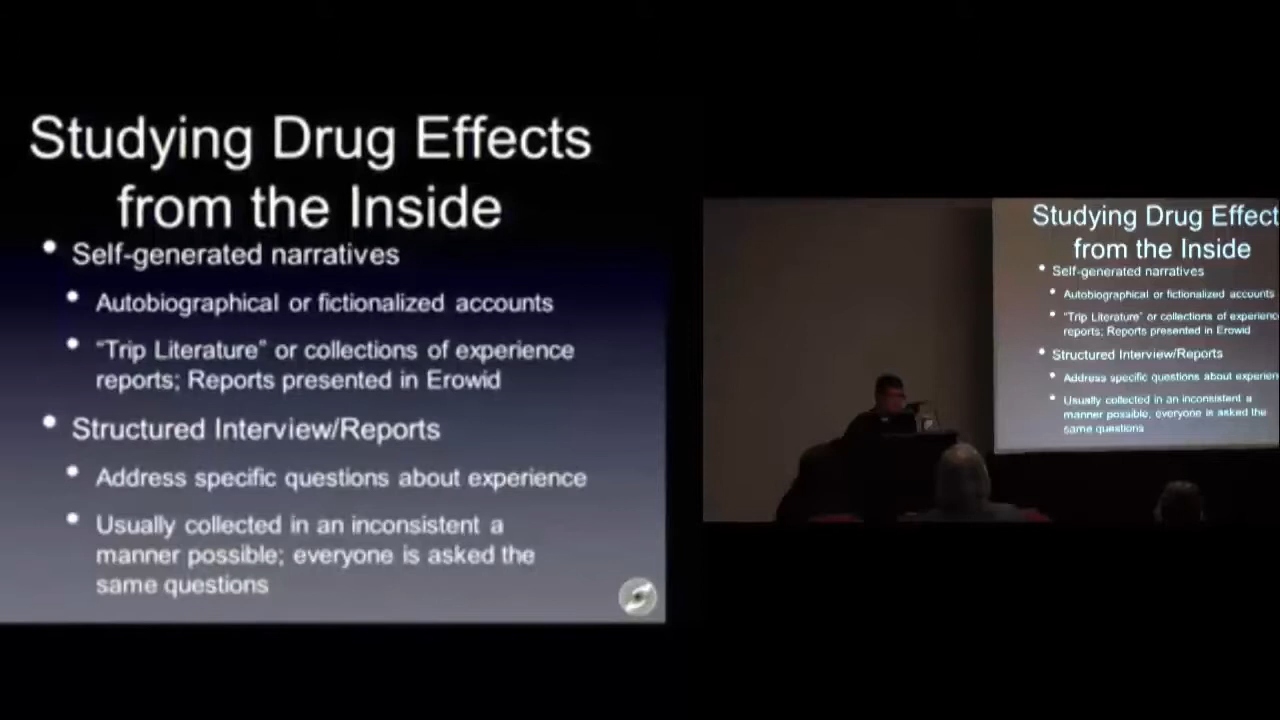 Studying Drug Effects
from the Inside
• Self-generated narratives
• Autobiographical or fictionalized accounts
• “Trip Literature” or collections of experience
reports; Reports presented in Erowid
• Structured Interview/Reports
• Address specific questions about experience
• Usually collected in an inconsistent a
manner possible; everyone is asked the
same questions
Studying Drug Effect
from the Inside
• Self-generated narratives
• Autobiographical or fictionalized accounts
• “Trip Literature” or collections of experienc
reports; Reports presented in Erowid
• Structured Interview/Reports
• Address specific questions about experien
• Usually collected in an inconsistent a
manner possible; everyone is asked the
same questions